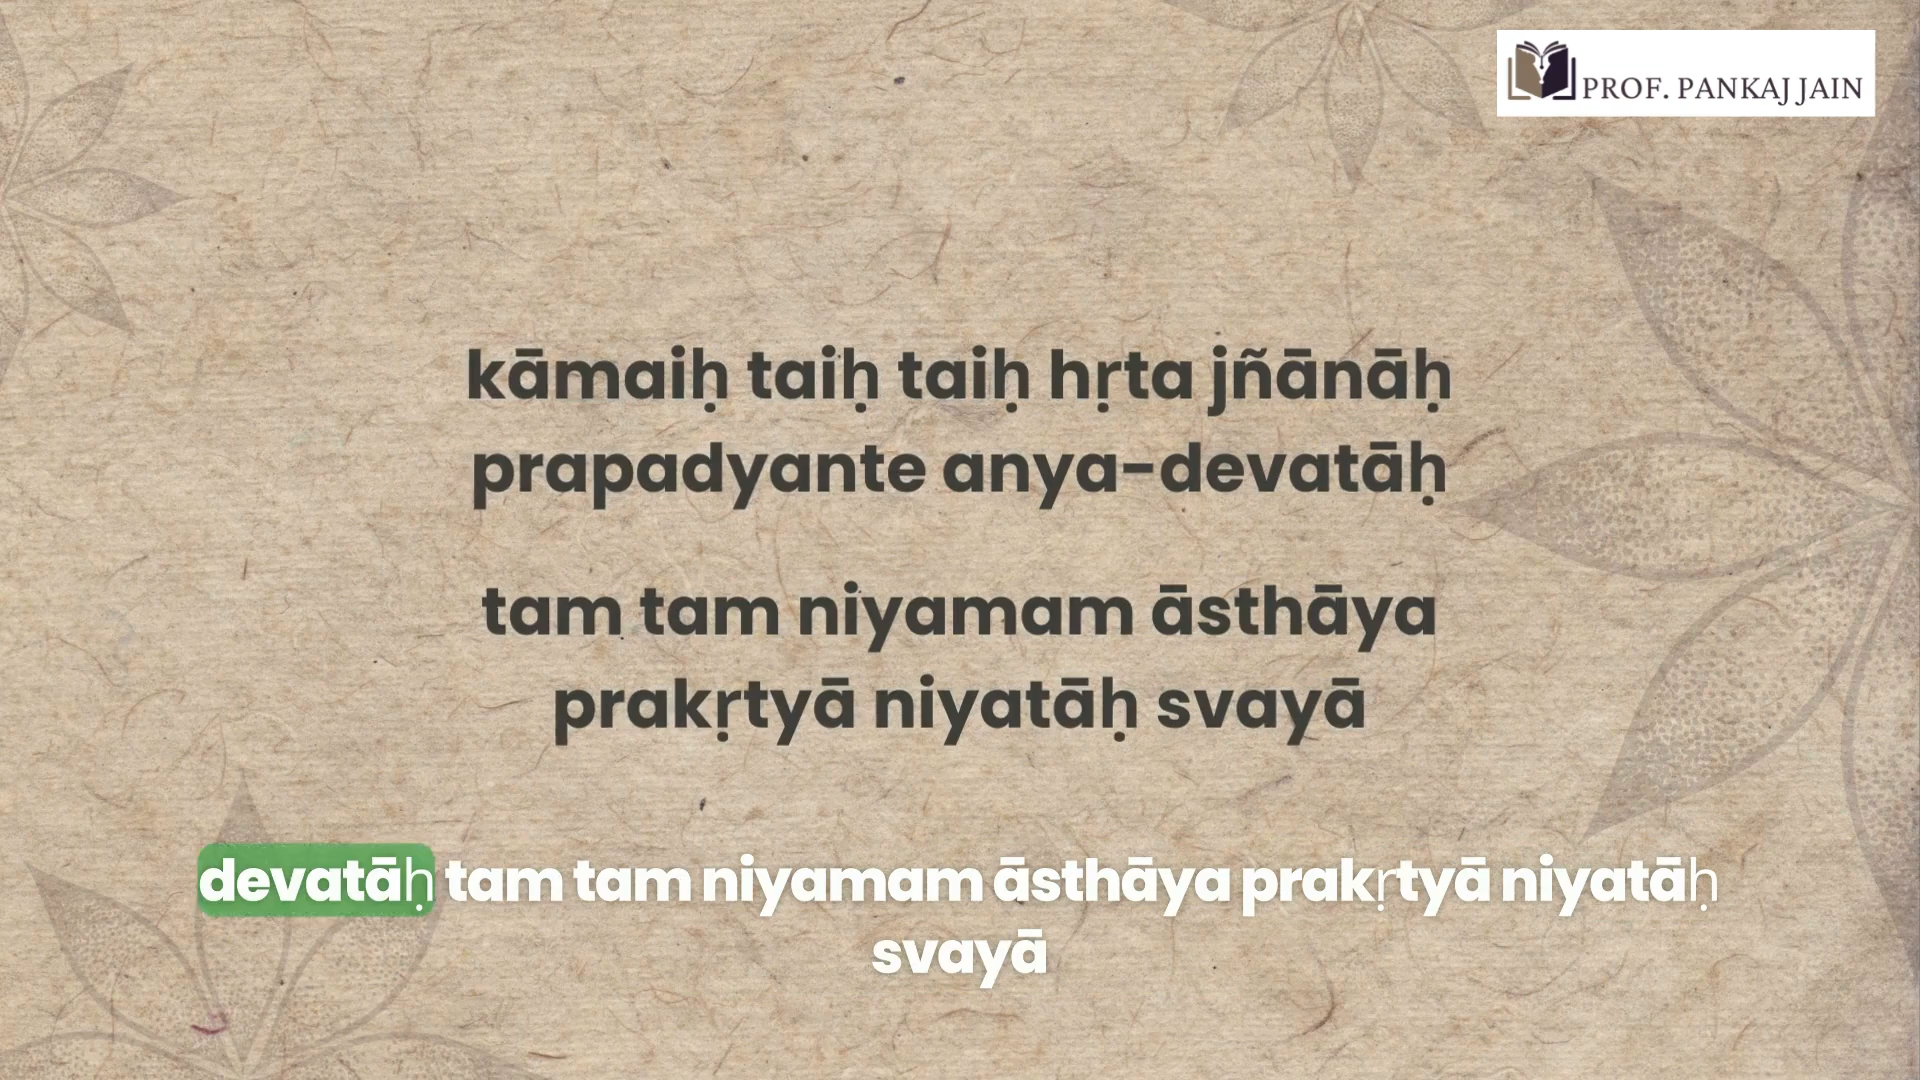 PROF. PANKAJ JAIN
kāmaiḥ taiḥ taiḥ hṛta jñānāḥ
prapadyante anya-devatāḥ
tam tam niyamam āsthāya
prakṛtyā niyatāḥ svayā
devatāḥ tam tam niyamam āsthāya prakṛtyā niyatāḥ
svayā